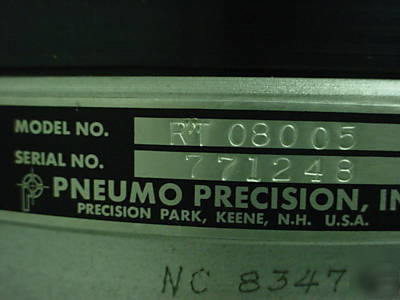 MODEL NO. RT 08005
SERIAL NO. 771248
PNEUMO PRECISION, IN
PRECISION PARK, KEENE, N.H. U.S.A.
NC 8347